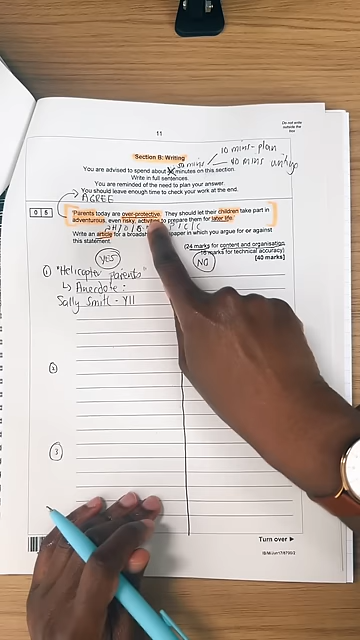 Do not write
outside the
box
11
Section B: Writing
10 mins - plan
50 mins
40 mins writing
You are advised to spend about minutes on this section.
Write in full sentences.
You are reminded of the need to plan your answer.
You should leave enough time to check your work at the end.
AGREE
0 5
'Parents today are over-protective. They should let their children take part in
adventurous, even risky, activities to prepare them for later life.'
Write an article for a broadsheet paper in which you argue for or against
this statement.
(24 marks for content and organisation
16 marks for technical accuracy)
[40 marks]
YES
NO
1 "Helicopter parents"
↳ Anecdote:
Sally Smith - Y11
2
3
Turn over ►
IB/M/Jun17/8700/2